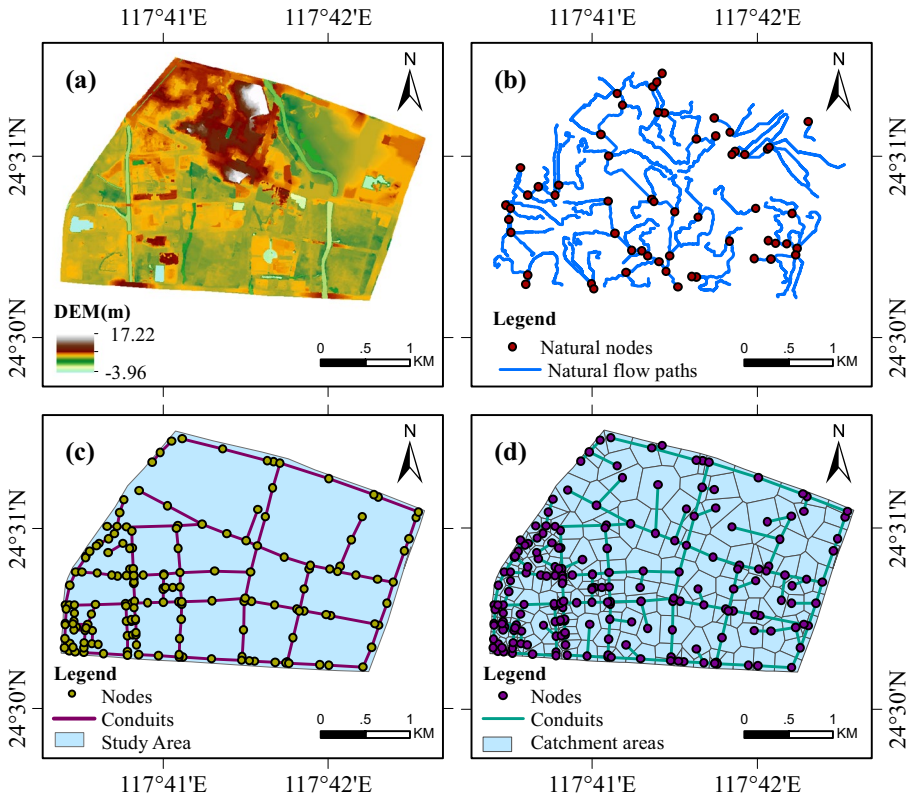 117°41'E 117°42'E 117°41'E 117°42'E
(a) N
24°31'N
24°30'N
DEM(m)
17.22
-3.96
0 .5 1
KM
(b) N
24°31'N
24°30'N
Legend
Natural nodes
Natural flow paths
0 .5 1
KM
(c) N
24°31'N
24°30'N
Legend
Nodes
Conduits
Study Area
0 .5 1
KM
(d) N
24°31'N
24°30'N
Legend
Nodes
Conduits
Catchment areas
0 .5 1
KM
117°41'E 117°42'E 117°41'E 117°42'E